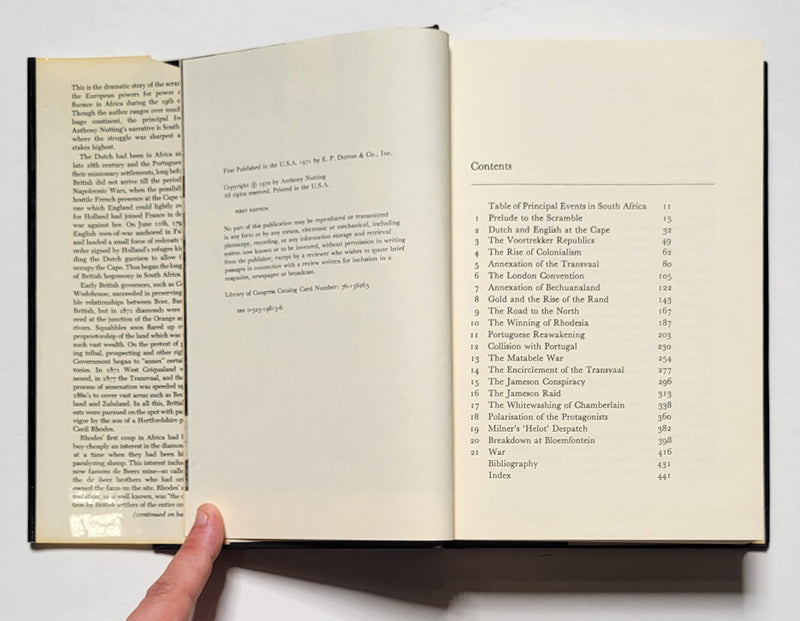 This is the dramatic story of the scram
the European powers for power
fluence in Africa during the 19th c
Though the author ranges over much
huge continent, the principal fo
Anthony Nutting's narrative is South
where the struggle was sharpest a
stakes highest.
The Dutch had been in Africa
late 16th century and the Portugues
their missionary settlements, long befo
British did not arrive till the period
Napoleonic Wars, when the possibili
hostile French presence at the Cape
one which England could lightly
for Holland had joined France in de
war against her. On June 11th, 179
English men-of-war anchored in Fa
and landed a small force of redcoats
order signed by Holland's refugee kin
ding the Dutch garrison to allow
occupy the Cape. Thus began the long
of British hegemony in South Africa.
Early British governors, such as
Wodehouse, succeeded in preserving
ble relationships between Boer, Ban
British, but in 1871 diamonds were
ered at the junction of the Orange
rivers. Squabbles soon flared up
proprietorship of the land which was
such vast wealth. On the pretext of
ing tribal, prospecting and other rig
Government began to "annex" certai
tories. In 1871 West Griqualand
nexed, in 1877 the Transvaal, and the
process of annexation was speeded
1880's to cover vast areas such as Bec
land and Zululand. In all this, Britis
ests were pursued on the spot with
vigor by the son of a Hertfordshire
Cecil Rhodes.
Rhodes' first coup in Africa had
buy cheaply an interest in the diamon
at a time when they had been hi
paralyzing slump. This interest inclu
now famous de Beers mine—so calle
the de Beer brothers who had
owned the farm on the site. Rhodes'
ambition, as is well known, was "the
tion by British settlers of the entire
(continued on
First Published in the U.S.A. 1971 by E. P. Dutton & Co., Inc.
Copyright © 1970 by Anthony Nutting
All rights reserved. Printed in the U.S.A.
FIRST EDITION
No part of this publication may be reproduced or transmitted
in any form or by any means, electronic or mechanical, including
photocopy, recording, or any information storage and retrieval
system now known or to be invented, without permission in writing
from the publisher, except by a reviewer who wishes to quote brief
passages in connection with a review written for inclusion in a
magazine, newspaper or broadcast.
Library of Congress Catalog Card Number: 76-158965
SBN 0-525-19815-6
Contents
Table of Principal Events in South Africa 11
1 Prelude to the Scramble 15
2 Dutch and English at the Cape 32
3 The Voortrekker Republics 49
4 The Rise of Colonialism 62
5 Annexation of the Transvaal 80
6 The London Convention 105
7 Annexation of Bechuanaland 122
8 Gold and the Rise of the Rand 143
9 The Road to the North 167
10 The Winning of Rhodesia 187
11 Portuguese Reawakening 203
12 Collision with Portugal 230
13 The Matabele War 254
14 The Encirclement of the Transvaal 277
15 The Jameson Conspiracy 296
16 The Jameson Raid 313
17 The Whitewashing of Chamberlain 338
18 Polarisation of the Protagonists 360
19 Milner's 'Helot' Despatch 382
20 Breakdown at Bloemfontein 398
21 War 416
Bibliography 431
Index 441